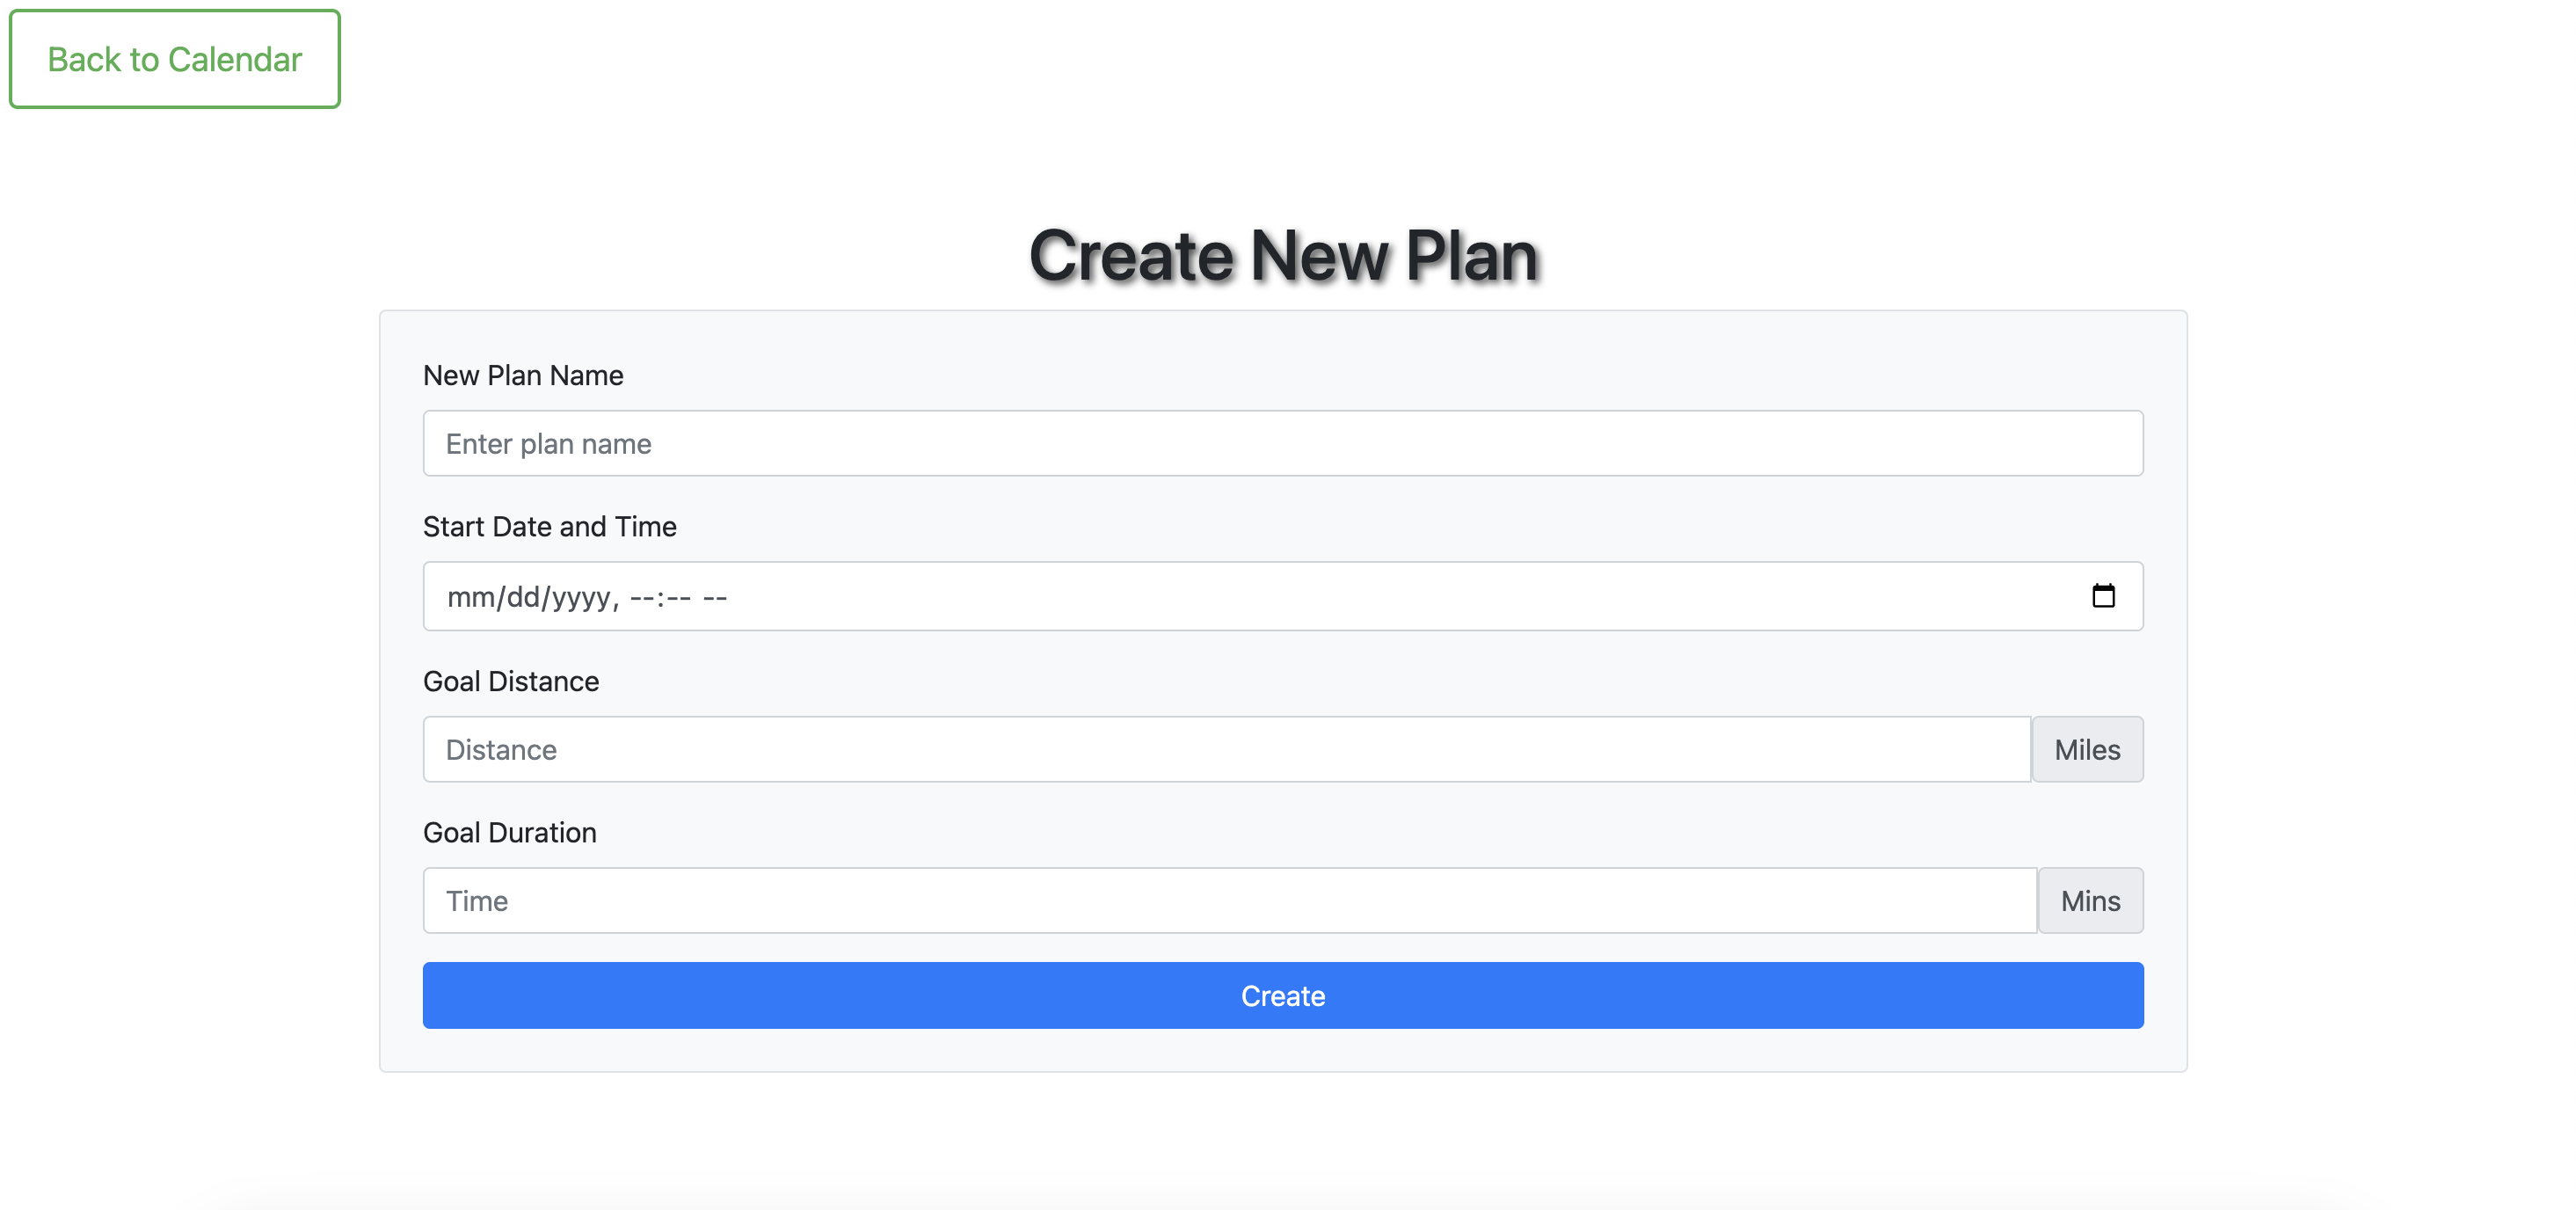 Back to Calendar
Create New Plan
New Plan Name
Enter plan name
Start Date and Time
mm/dd/yyyy, --:-- --
Goal Distance
Distance Miles
Goal Duration
Time Mins
Create